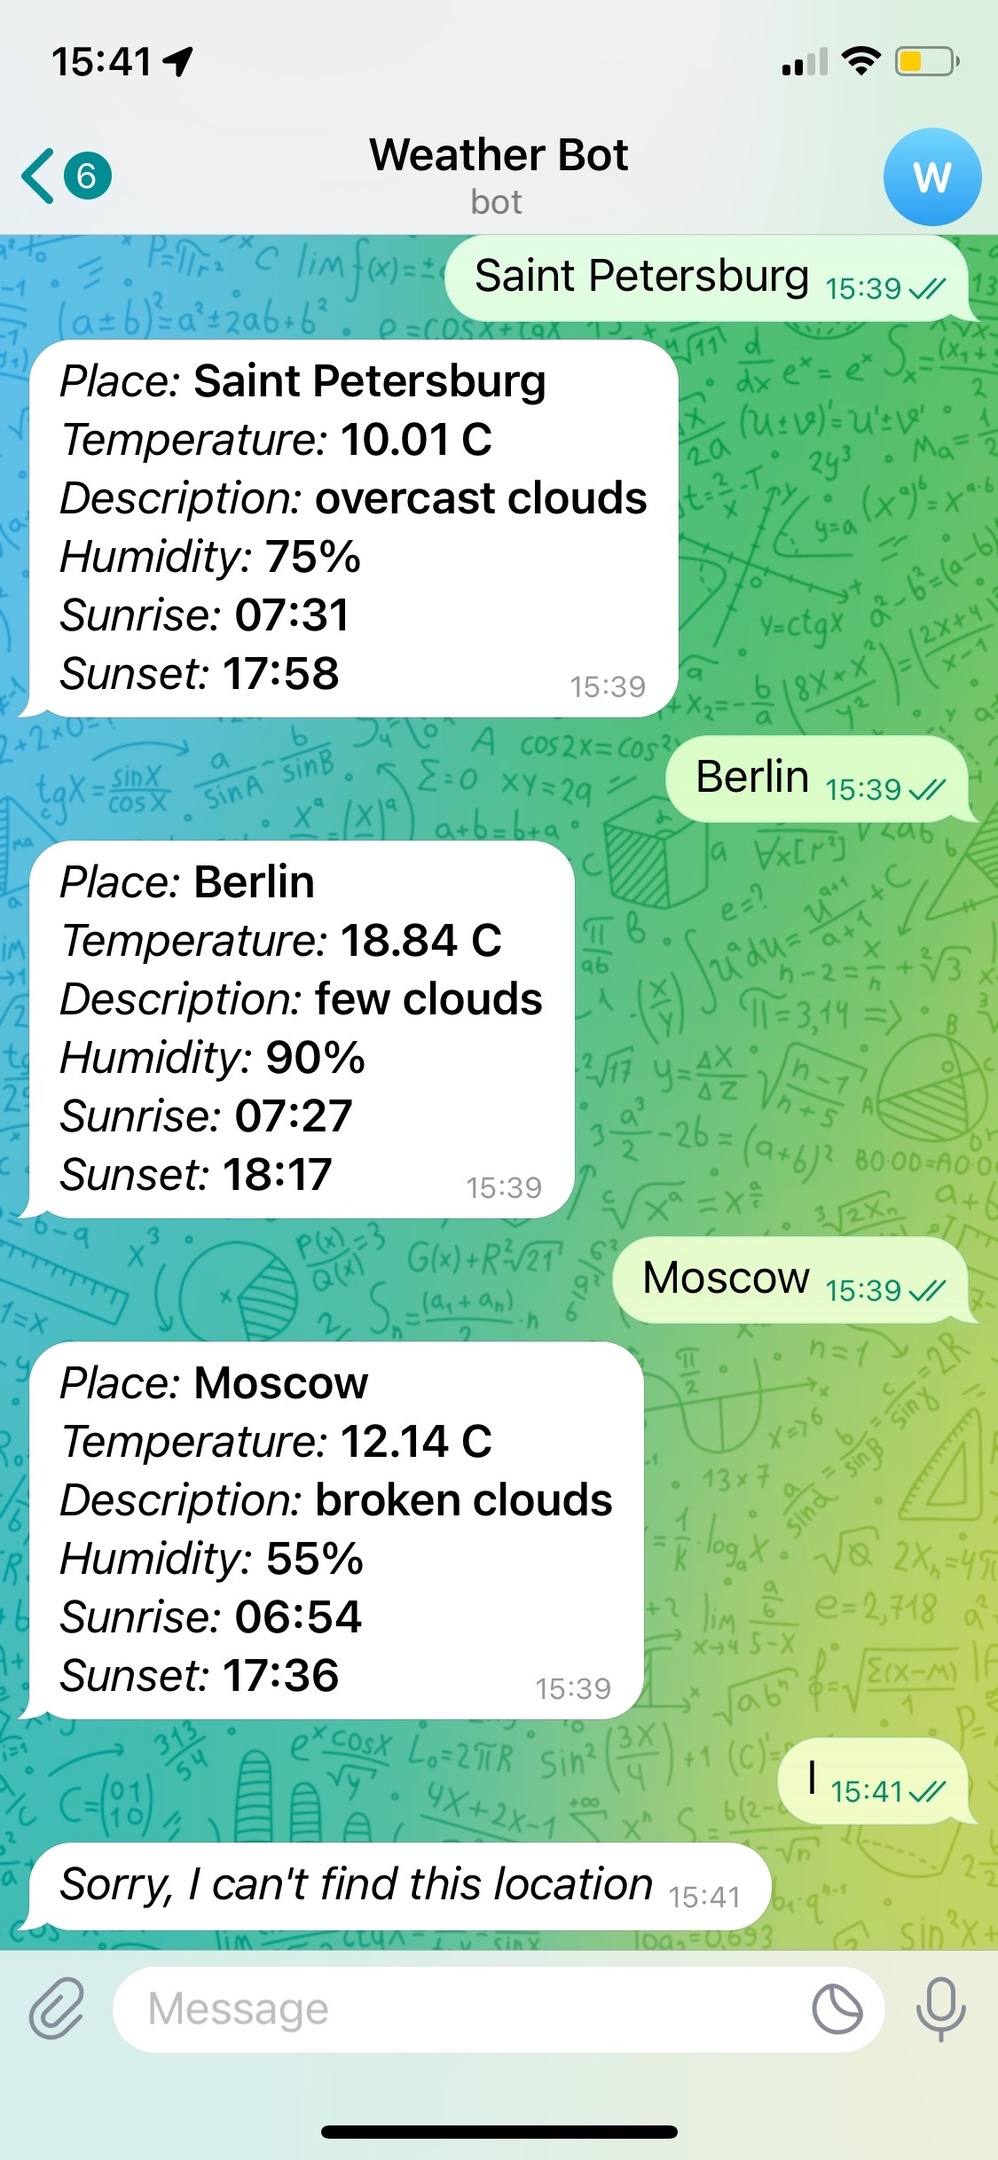 15:41
6
Weather Bot
bot
W
Saint Petersburg 15:39
Place: Saint Petersburg
Temperature: 10.01 C
Description: overcast clouds
Humidity: 75%
Sunrise: 07:31
Sunset: 17:58
15:39
Berlin 15:39
Place: Berlin
Temperature: 18.84 C
Description: few clouds
Humidity: 90%
Sunrise: 07:27
Sunset: 18:17
15:39
Moscow 15:39
Place: Moscow
Temperature: 12.14 C
Description: broken clouds
Humidity: 55%
Sunrise: 06:54
Sunset: 17:36
15:39
I 15:41
Sorry, I can't find this location 15:41
Message